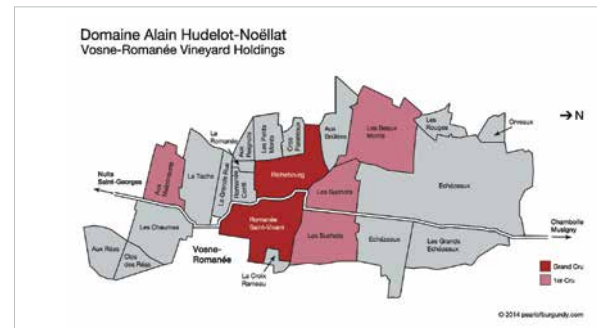 Domaine Alain Hudelot-Noëllat
Vosne-Romanée Vineyard Holdings
→ N
Orveaux
Les
Rouges
Les Beaux
Monts
Aux
Brûlées
Cros
Parantoux
Les Petits
Monts
Aux
Reignots
La
Romanée
Richebourg
Romanée
Conti
La Grande Rue
La Tache
Aux
Malconsorts
Nuits
Saint-Georges
Les Suchots
Echézeaux
Romanée
Saint-Vivant
Les Suchots
Echézeaux
Les Grands
Echézeaux
Chambolle
Musigny
Les Chaumes
Aux Réas
Clos
des Réas
Vosne-
Romanée
La Croix
Rameau
Grand Cru
1er Cru
© 2014 pearlofburgundy.com